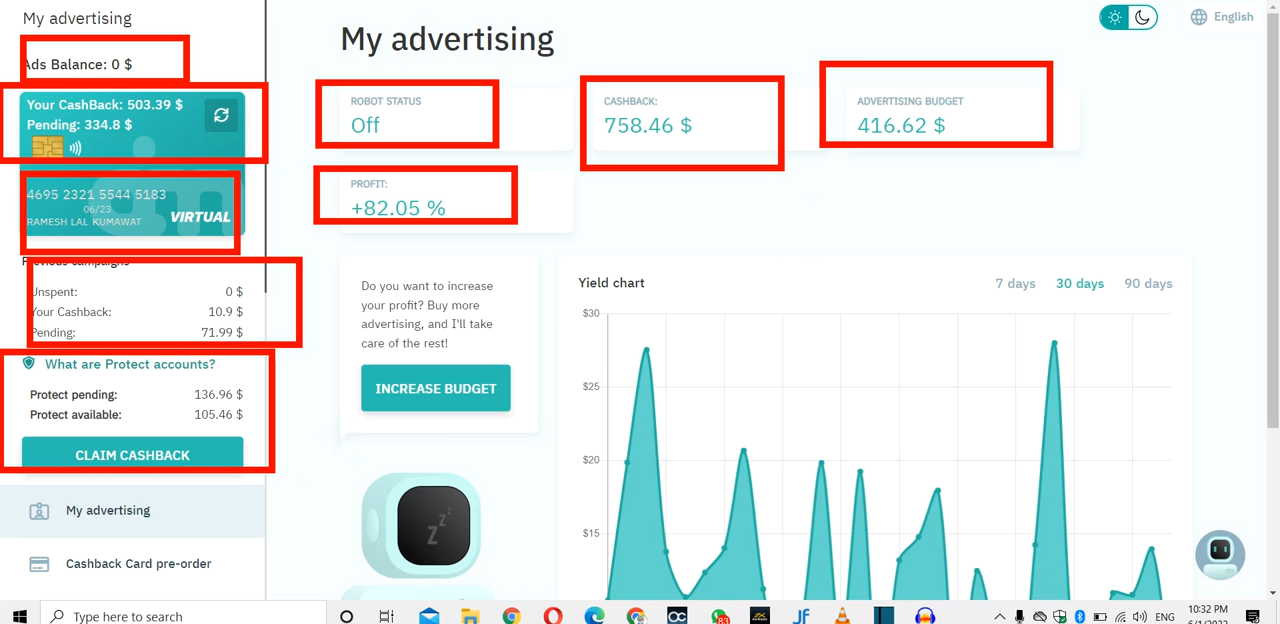 My advertising
Ads Balance: 0 $
Your CashBack: 503.39 $
Pending: 334.8 $
4695 2321 5544 5183
06/23
RAMESH LAL KUMAWAT
VIRTUAL
Previous campaigns
Unspent: 0 $
Your Cashback: 10.9 $
Pending: 71.99 $
What are Protect accounts?
Protect pending: 136.96 $
Protect available: 105.46 $
CLAIM CASHBACK
My advertising
Cashback Card pre-order
My advertising
English
ROBOT STATUS
Off
CASHBACK:
758.46 $
ADVERTISING BUDGET
416.62 $
PROFIT:
+82.05 %
Do you want to increase
your profit? Buy more
advertising, and I'll take
care of the rest!
INCREASE BUDGET
z z z
Yield chart
7 days 30 days 90 days
$30
$25
$20
$15
Type here to search
83
ENG
10:32 PM